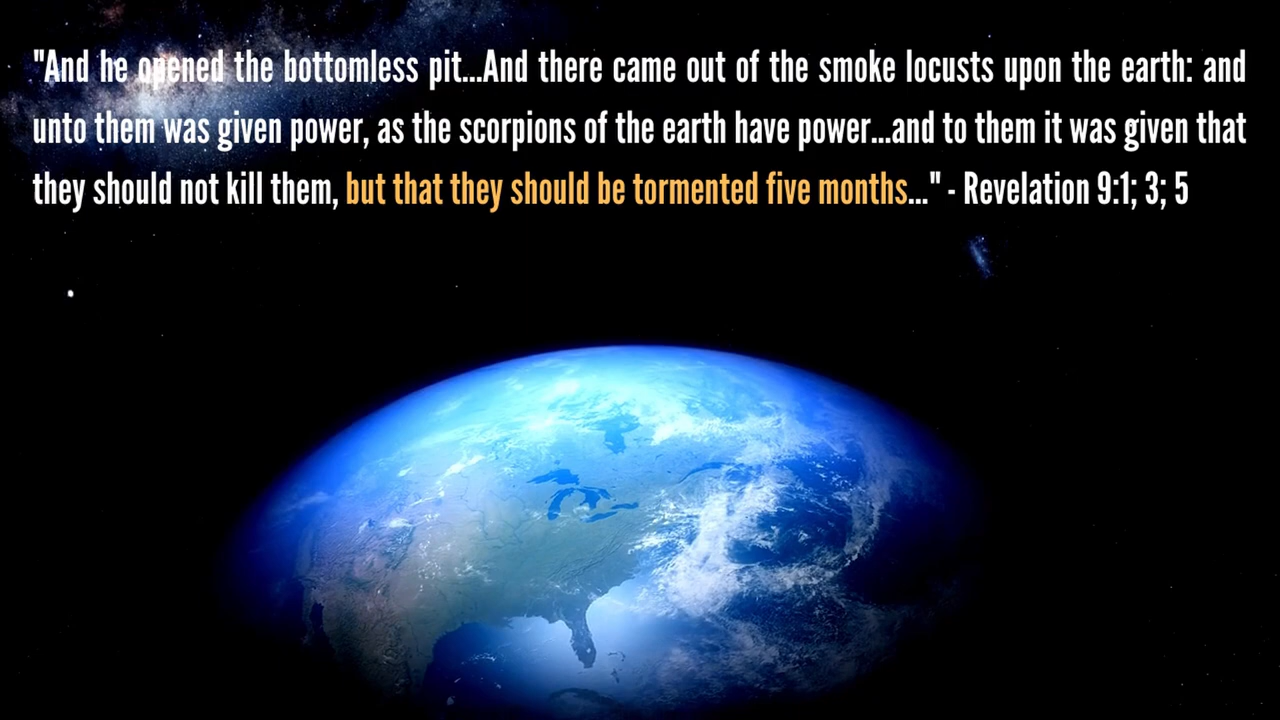 "And he opened the bottomless pit...And there came out of the smoke locusts upon the earth: and
unto them was given power, as the scorpions of the earth have power...and to them it was given that
they should not kill them, but that they should be tormented five months..." - Revelation 9:1; 3; 5